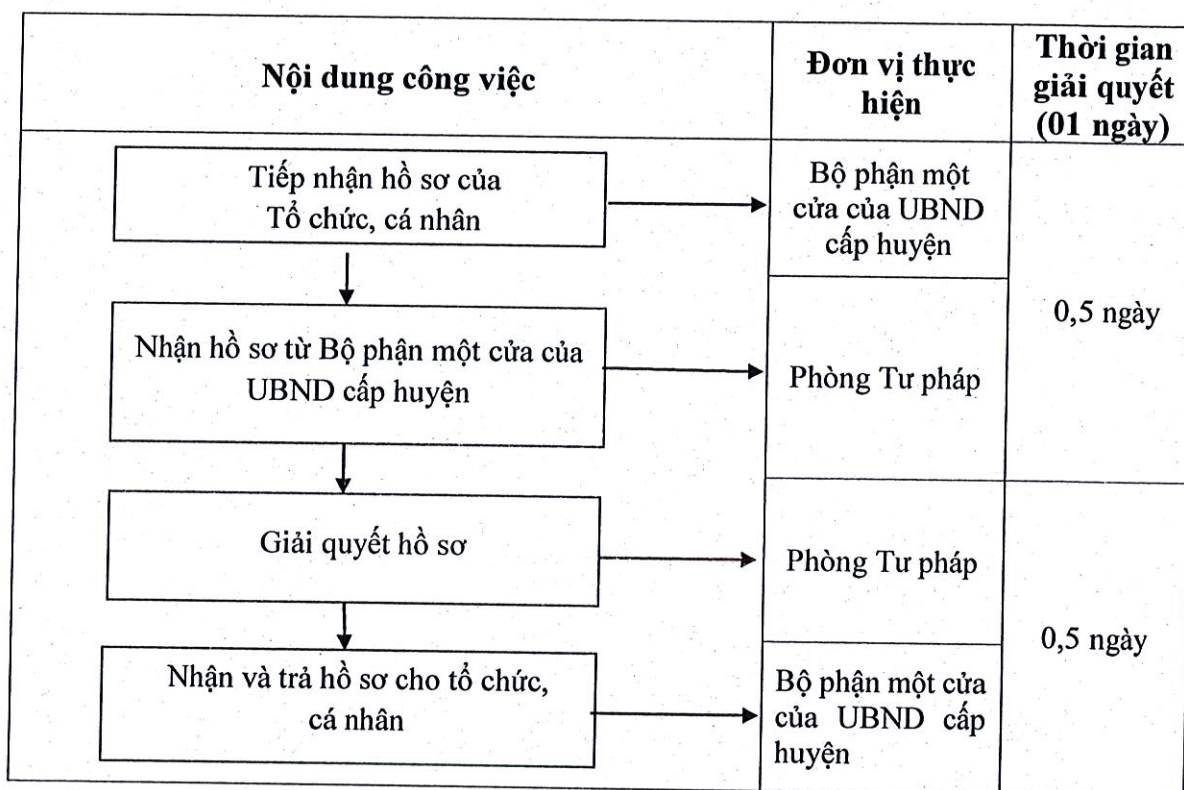 Nội dung công việc
Đơn vị thực
hiện
Thời gian
giải quyết
(01 ngày)
Tiếp nhận hồ sơ của
Tổ chức, cá nhân
Bộ phận một
cửa của UBND
cấp huyện
0,5 ngày
Nhận hồ sơ từ Bộ phận một cửa của
UBND cấp huyện
Phòng Tư pháp
Giải quyết hồ sơ
Phòng Tư pháp
0,5 ngày
Nhận và trả hồ sơ cho tổ chức,
cá nhân
Bộ phận một cửa
của UBND cấp
huyện